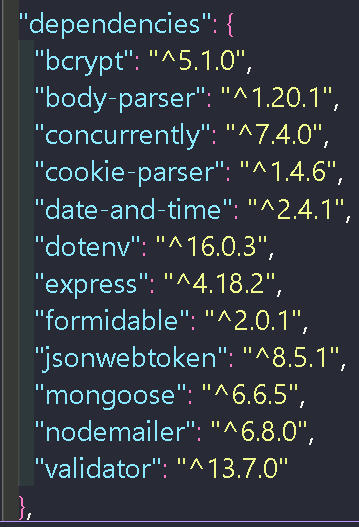 "dependencies": {
"bcrypt": "^5.1.0",
"body-parser": "^1.20.1",
"concurrently": "^7.4.0",
"cookie-parser": "^1.4.6",
"date-and-time": "^2.4.1",
"dotenv": "^16.0.3",
"express": "^4.18.2",
"formidable": "^2.0.1",
"jsonwebtoken": "^8.5.1",
"mongoose": "^6.6.5",
"nodemailer": "^6.8.0",
"validator": "^13.7.0"
},